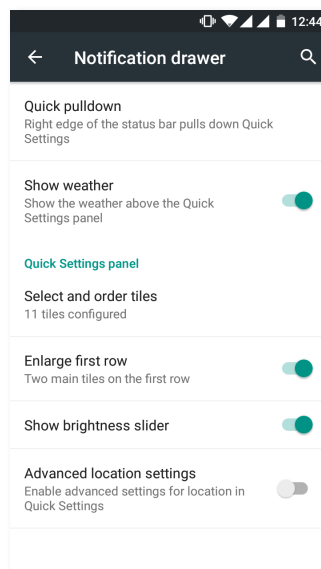 12:44
Notification drawer
Quick pulldown
Right edge of the status bar pulls down Quick
Settings
Show weather
Show the weather above the Quick
Settings panel
Quick Settings panel
Select and order tiles
11 tiles configured
Enlarge first row
Two main tiles on the first row
Show brightness slider
Advanced location settings
Enable advanced settings for location in
Quick Settings